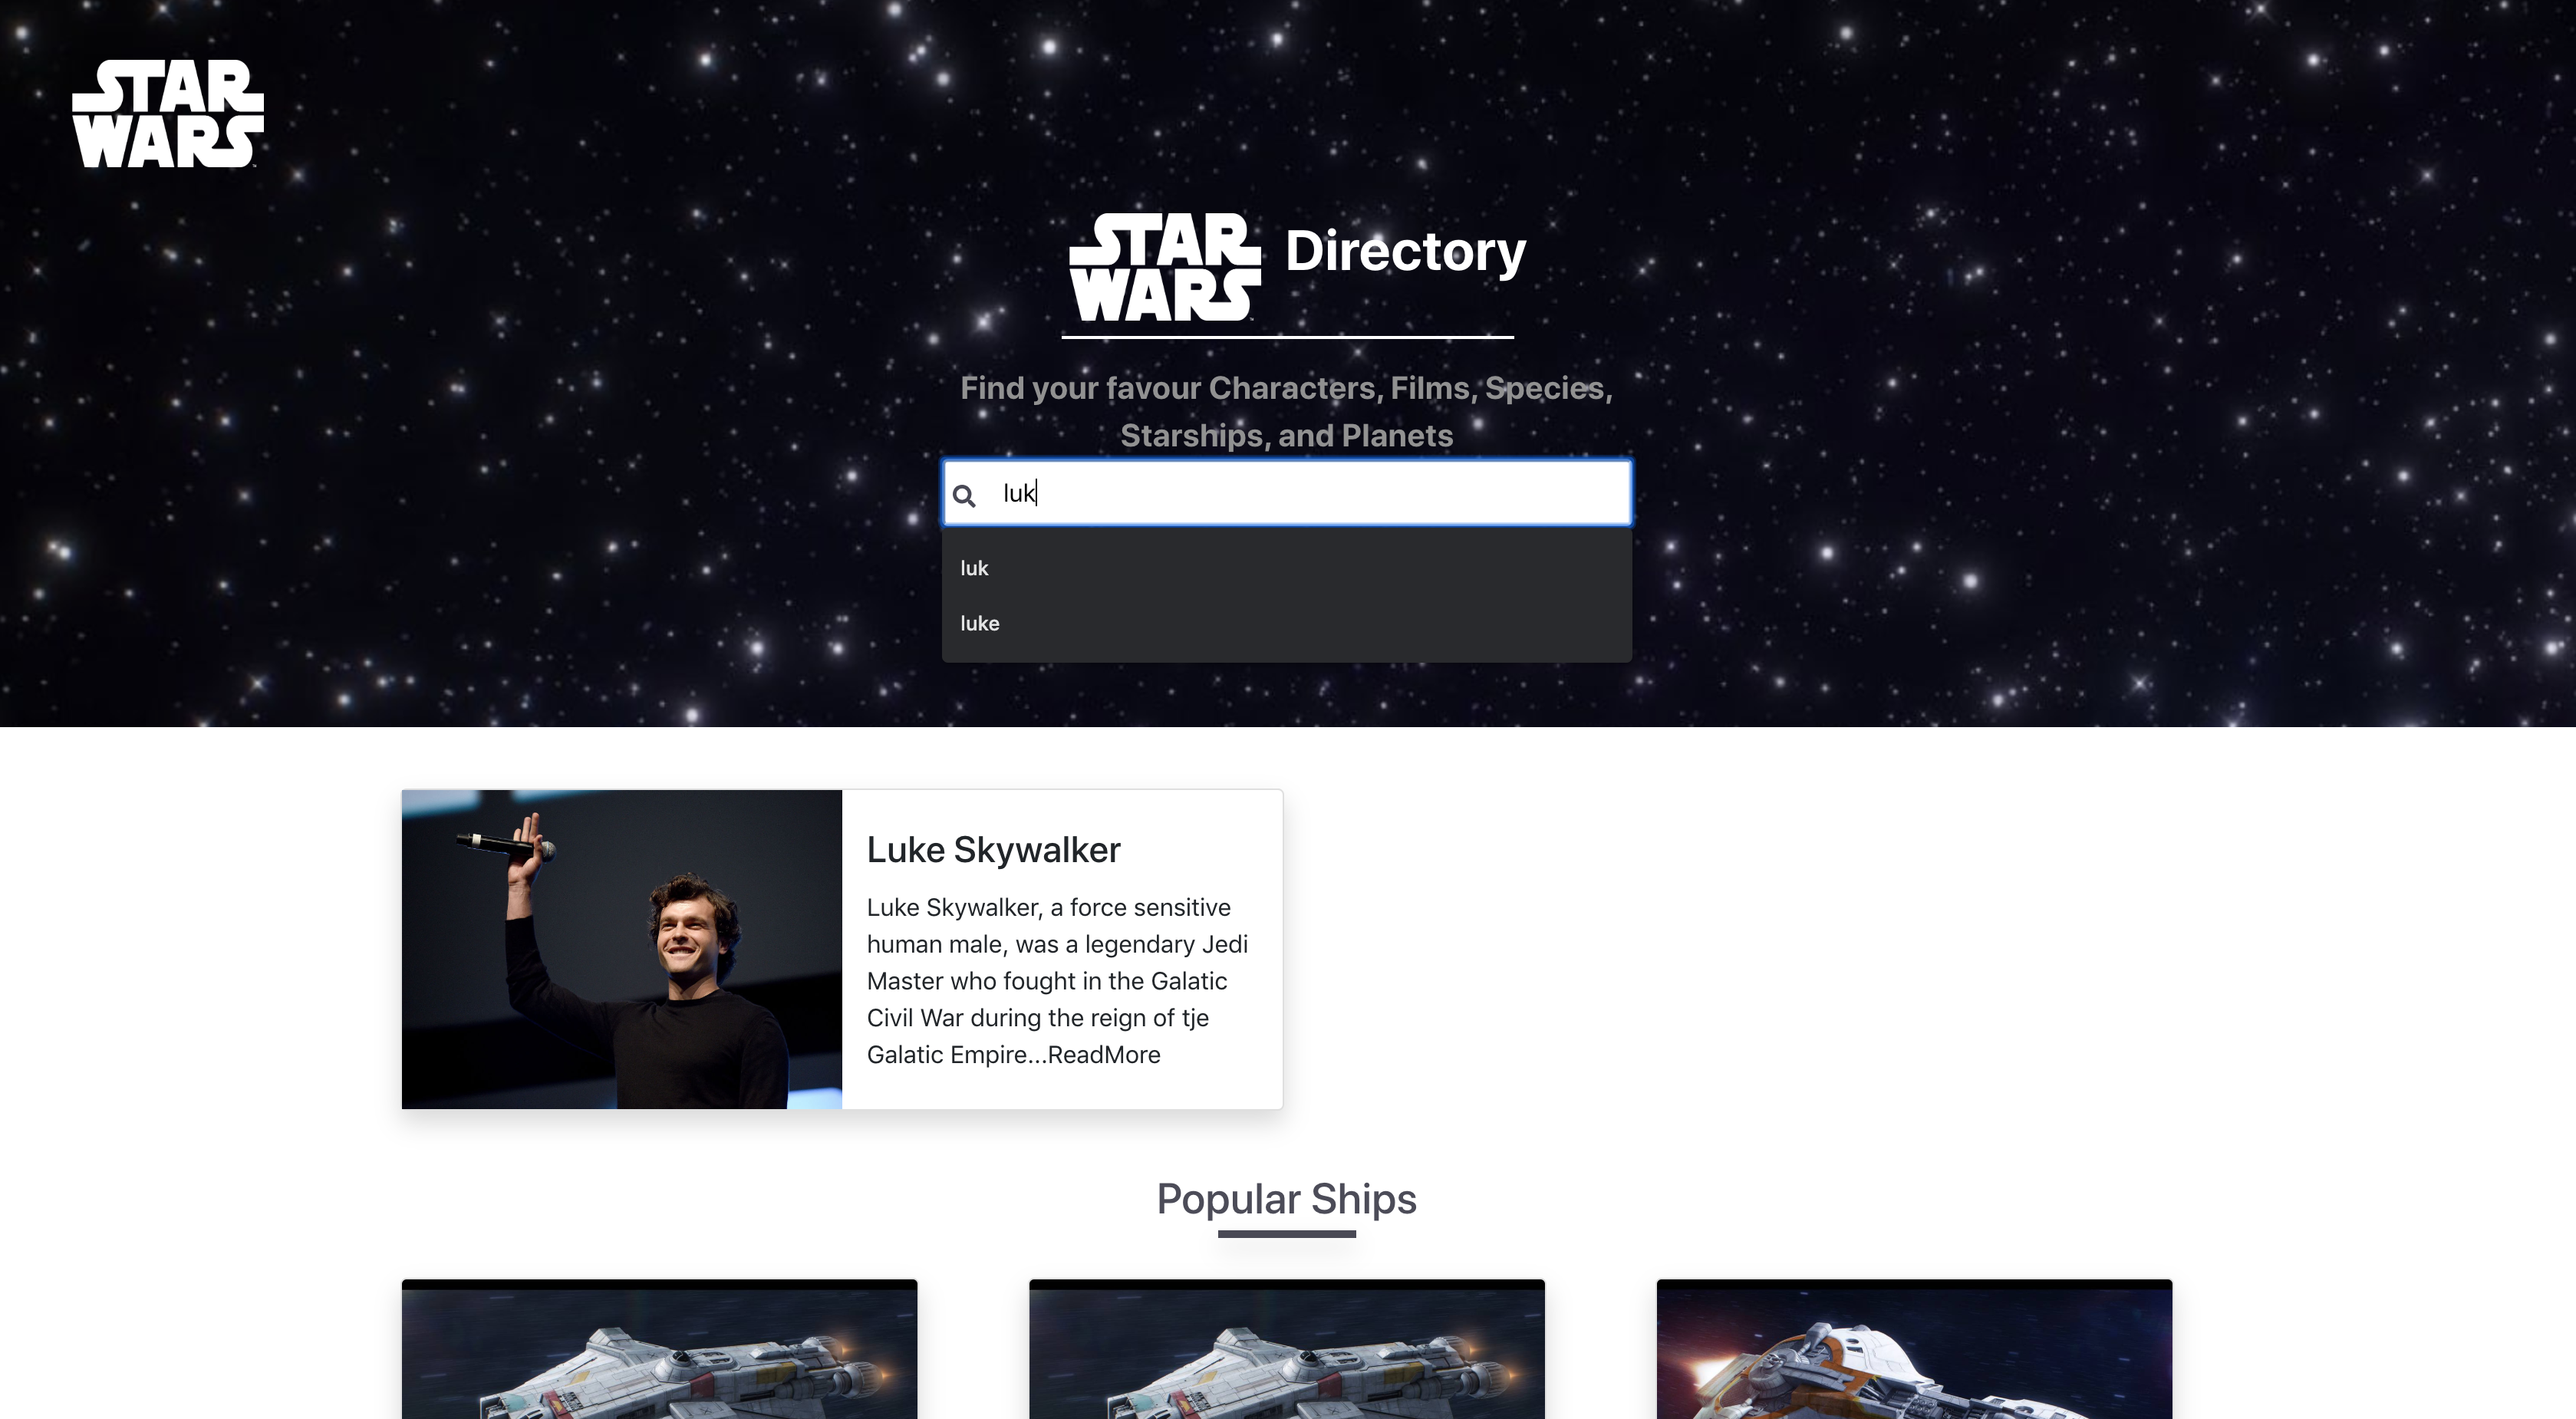 STAR
WARS
STAR
WARS
Directory
Find your favour Characters, Films, Species,
Starships, and Planets
luk
luk
luke
Luke Skywalker
Luke Skywalker, a force sensitive
human male, was a legendary Jedi
Master who fought in the Galatic
Civil War during the reign of tje
Galatic Empire...ReadMore
Popular Ships